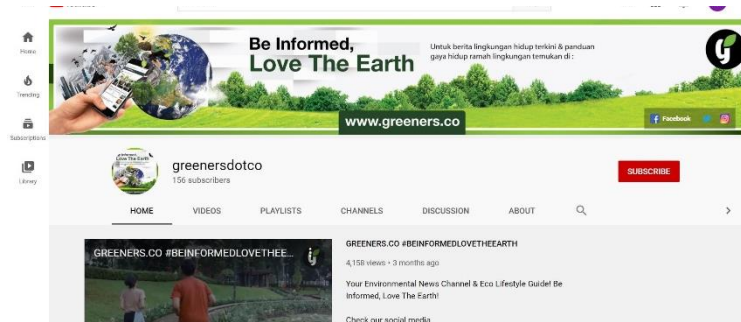 Home
Trending
Subscriptions
Library
Be Informed,
Love The Earth
Untuk berita lingkungan hidup terkini & panduan
gaya hidup ramah lingkungan temukan di :
www.greeners.co
Facebook
greenersdotco
156 subscribers
SUBSCRIBE
HOME
VIDEOS
PLAYLISTS
CHANNELS
DISCUSSION
ABOUT
GREENERS.CO #BEINFORMEDLOVETHEE...
GREENERS.CO #BEINFORMEDLOVETHEEARTH
4,158 views • 3 months ago
Your Environmental News Channel & Eco Lifestyle Guide! Be
Informed, Love The Earth!
Check our social media